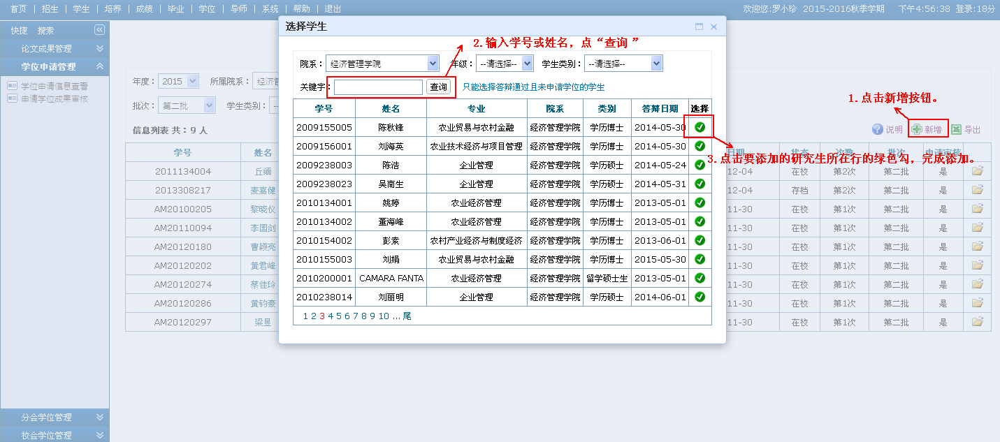 首页 | 招生 | 学生 | 培养 | 成绩 | 毕业 | 学位 | 导师 | 系统 | 帮助 | 退出
欢迎您:罗小珍 2015-2016秋季学期 下午4:56:38 登录:18分
快捷 搜索
论文成果管理
学位申请管理
学位申请信息查看
申请学位成果审核
分会学位管理
校会学位管理
年度： 2015 所属院系：
批次： 第二批 学生类别： --
信息列表 共：9 人
说明 新增 导出
学号 姓名 日期 状态 次数 批次 申请审核
2011134004 丘缅 12-04 在校 第2次 第二批 是
2013308217 麦嘉健 12-04 存档 第2次 第二批 是
AM20100205 黎晓仪 11-30 在校 第1次 第二批 是
AM20110094 李国剑 11-30 在校 第1次 第二批 是
AM20120180 曹颖亮 11-30 在校 第1次 第二批 是
AM20120202 黄君峰 11-30 在校 第1次 第二批 是
AM20120274 蔡佳玲 11-30 在校 第1次 第二批 是
AM20120286 黄钧豪 11-30 在校 第1次 第二批 是
AM20120297 梁昱 11-30 在校 第1次 第二批 是
选择学生
2.输入学号或姓名，点“查询 ”
院系： 经济管理学院 年级： --请选择-- 学生类别： --请选择--
关键字： 查询 只能选择答辩通过且未申请学位的学生
学号 姓名 专业 院系 类别 答辩日期 选择
2009155005 陈秋锋 农业贸易与农村金融 经济管理学院 学历博士 2014-05-30
2009156001 刘海英 农业技术经济与项目管理 经济管理学院 学历博士 2014-05-30
2009238003 陈浩 企业管理 经济管理学院 学历硕士 2014-05-24
2009238023 吴南生 企业管理 经济管理学院 学历硕士 2014-05-31
2010134001 姚婷 农业经济管理 经济管理学院 学历博士 2013-05-01
2010134002 董海峰 农业经济管理 经济管理学院 学历博士 2013-05-01
2010154002 彭素 农村产业经济与制度经济 经济管理学院 学历博士 2013-06-01
2010155003 刘娟 农业贸易与农村金融 经济管理学院 学历博士 2015-05-30
2010200001 CAMARA FANTA 农业经济管理 经济管理学院 留学硕士生 2013-05-01
2010238014 刘丽明 企业管理 经济管理学院 学历硕士 2014-06-01
1 2 3 4 5 6 7 8 9 10 ... 尾
1.点击新增按钮。
3.点击要添加的研究生所在行的绿色勾，完成添加。